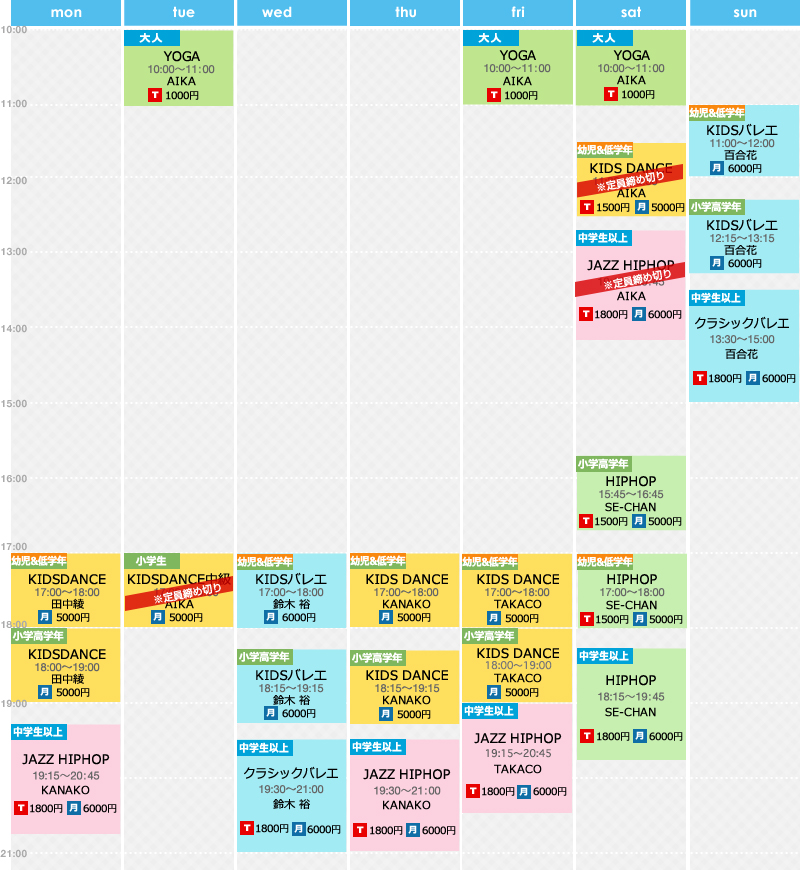 mon
tue
wed
thu
fri
sat
sun
10:00
11:00
12:00
13:00
14:00
15:00
16:00
17:00
18:00
19:00
21:00
幼児&低学年
KIDSDANCE
17:00〜18:00
田中綾
月 5000円
小学高学年
KIDSDANCE
18:00〜19:00
田中綾
月 5000円
中学生以上
JAZZ HIPHOP
19:15〜20:45
KANAKO
T 1800円 月 6000円
大人
YOGA
10:00〜11:00
AIKA
T 1000円
小学生
KIDSDANCE中級
※定員締め切り
AIKA
月 5000円
幼児&低学年
KIDSバレエ
17:00〜18:00
鈴木 裕
月 6000円
小学高学年
KIDSバレエ
18:15〜19:15
鈴木 裕
月 6000円
中学生以上
クラシックバレエ
19:30〜21:00
鈴木 裕
T 1800円 月 6000円
幼児&低学年
KIDS DANCE
17:00〜18:00
KANAKO
月 5000円
小学高学年
KIDS DANCE
18:15〜19:15
KANAKO
月 5000円
中学生以上
JAZZ HIPHOP
19:30〜21:00
KANAKO
T 1800円 月 6000円
大人
YOGA
10:00〜11:00
AIKA
T 1000円
幼児&低学年
KIDS DANCE
17:00〜18:00
TAKACO
月 5000円
小学高学年
KIDS DANCE
18:00〜19:00
TAKACO
月 5000円
中学生以上
JAZZ HIPHOP
19:15〜20:45
TAKACO
T 1800円 月 6000円
大人
YOGA
10:00〜11:00
AIKA
T 1000円
幼児&低学年
KIDS DANCE
※定員締め切り
AIKA
T 1500円 月 5000円
中学生以上
JAZZ HIPHOP
※定員締め切り
AIKA
T 1800円 月 6000円
小学高学年
HIPHOP
15:45〜16:45
SE-CHAN
T 1500円 月 5000円
幼児&低学年
HIPHOP
17:00〜18:00
SE-CHAN
T 1500円 月 5000円
中学生以上
HIPHOP
18:15〜19:45
SE-CHAN
T 1800円 月 6000円
幼児&低学年
KIDSバレエ
11:00〜12:00
百合花
月 6000円
小学高学年
KIDSバレエ
12:15〜13:15
百合花
月 6000円
中学生以上
クラシックバレエ
13:30〜15:00
百合花
T 1800円 月 6000円